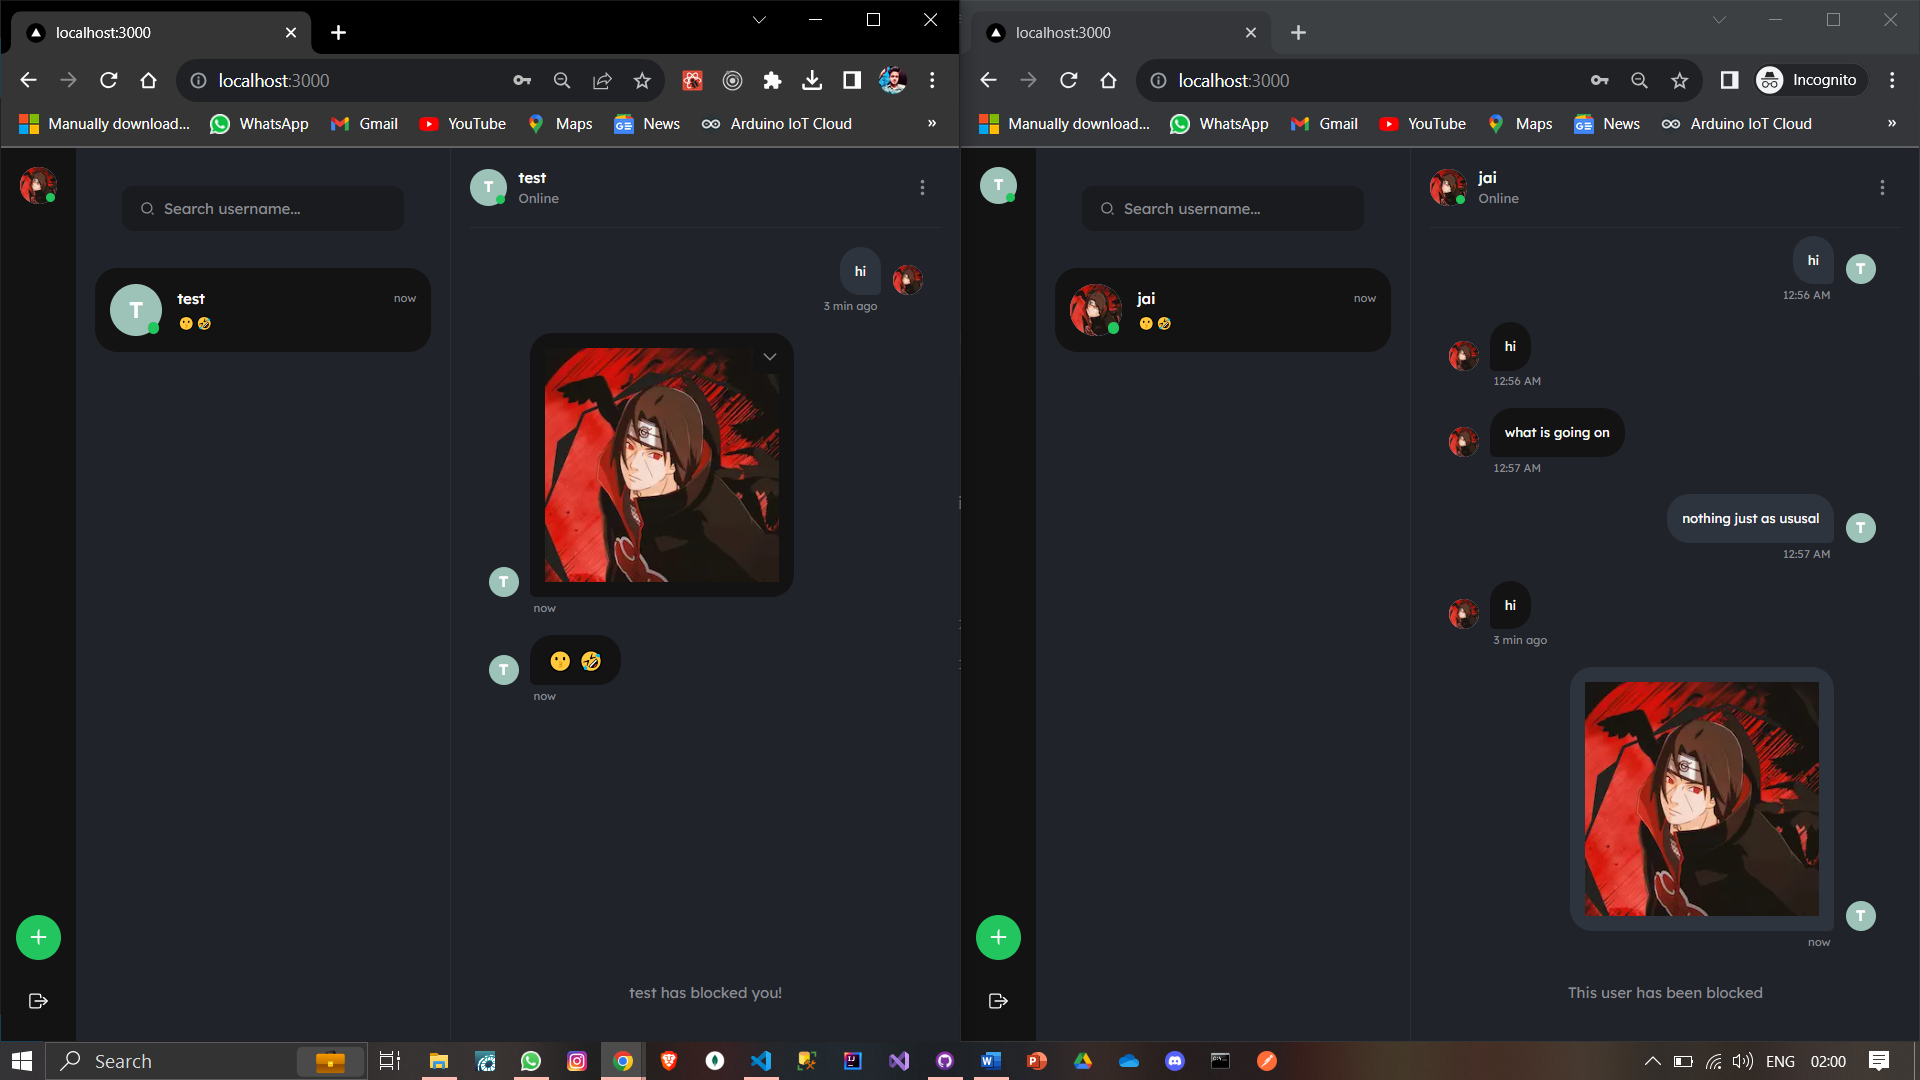 localhost:3000
localhost:3000
Manually download...
WhatsApp
Gmail
YouTube
Maps
News
Arduino IoT Cloud
»
Search username...
T
test
now
😗 🤣
T
test
Online
hi
3 min ago
T
now
T
😗 🤣
now
test has blocked you!
localhost:3000
localhost:3000
Incognito
Manually download...
WhatsApp
Gmail
YouTube
Maps
News
Arduino IoT Cloud
»
T
Search username...
jai
now
😗 🤣
jai
Online
hi
T
12:56 AM
hi
12:56 AM
what is going on
12:57 AM
nothing just as ususal
T
12:57 AM
hi
3 min ago
T
now
This user has been blocked
Search
ENG
02:00